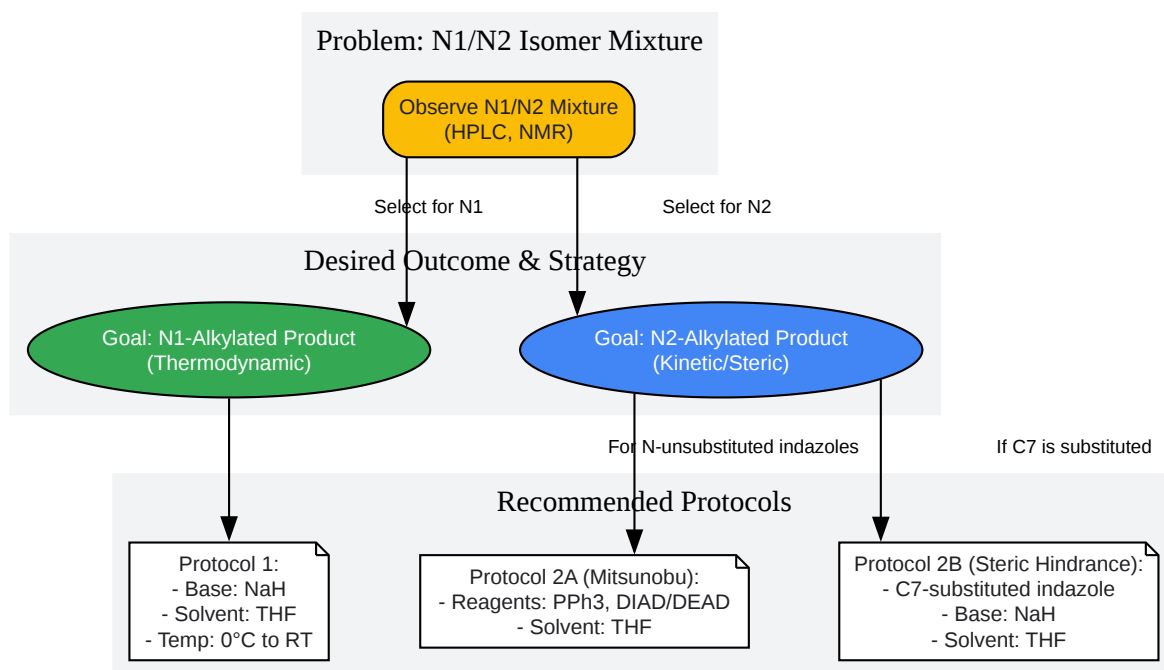 Problem: N1/N2 Isomer Mixture
Observe N1/N2 Mixture
(HPLC, NMR)
Select for N1
Select for N2
Desired Outcome & Strategy
Goal: N1-Alkylated Product
(Thermodynamic)
Goal: N2-Alkylated Product
(Kinetic/Steric)
For N-unsubstituted indazoles
If C7 is substituted
Recommended Protocols
Protocol 1:
- Base: NaH
- Solvent: THF
- Temp: 0°C to RT
Protocol 2A (Mitsunobu):
- Reagents: PPh3, DIAD/DEAD
- Solvent: THF
Protocol 2B (Steric Hindrance):
- C7-substituted indazole
- Base: NaH
- Solvent: THF